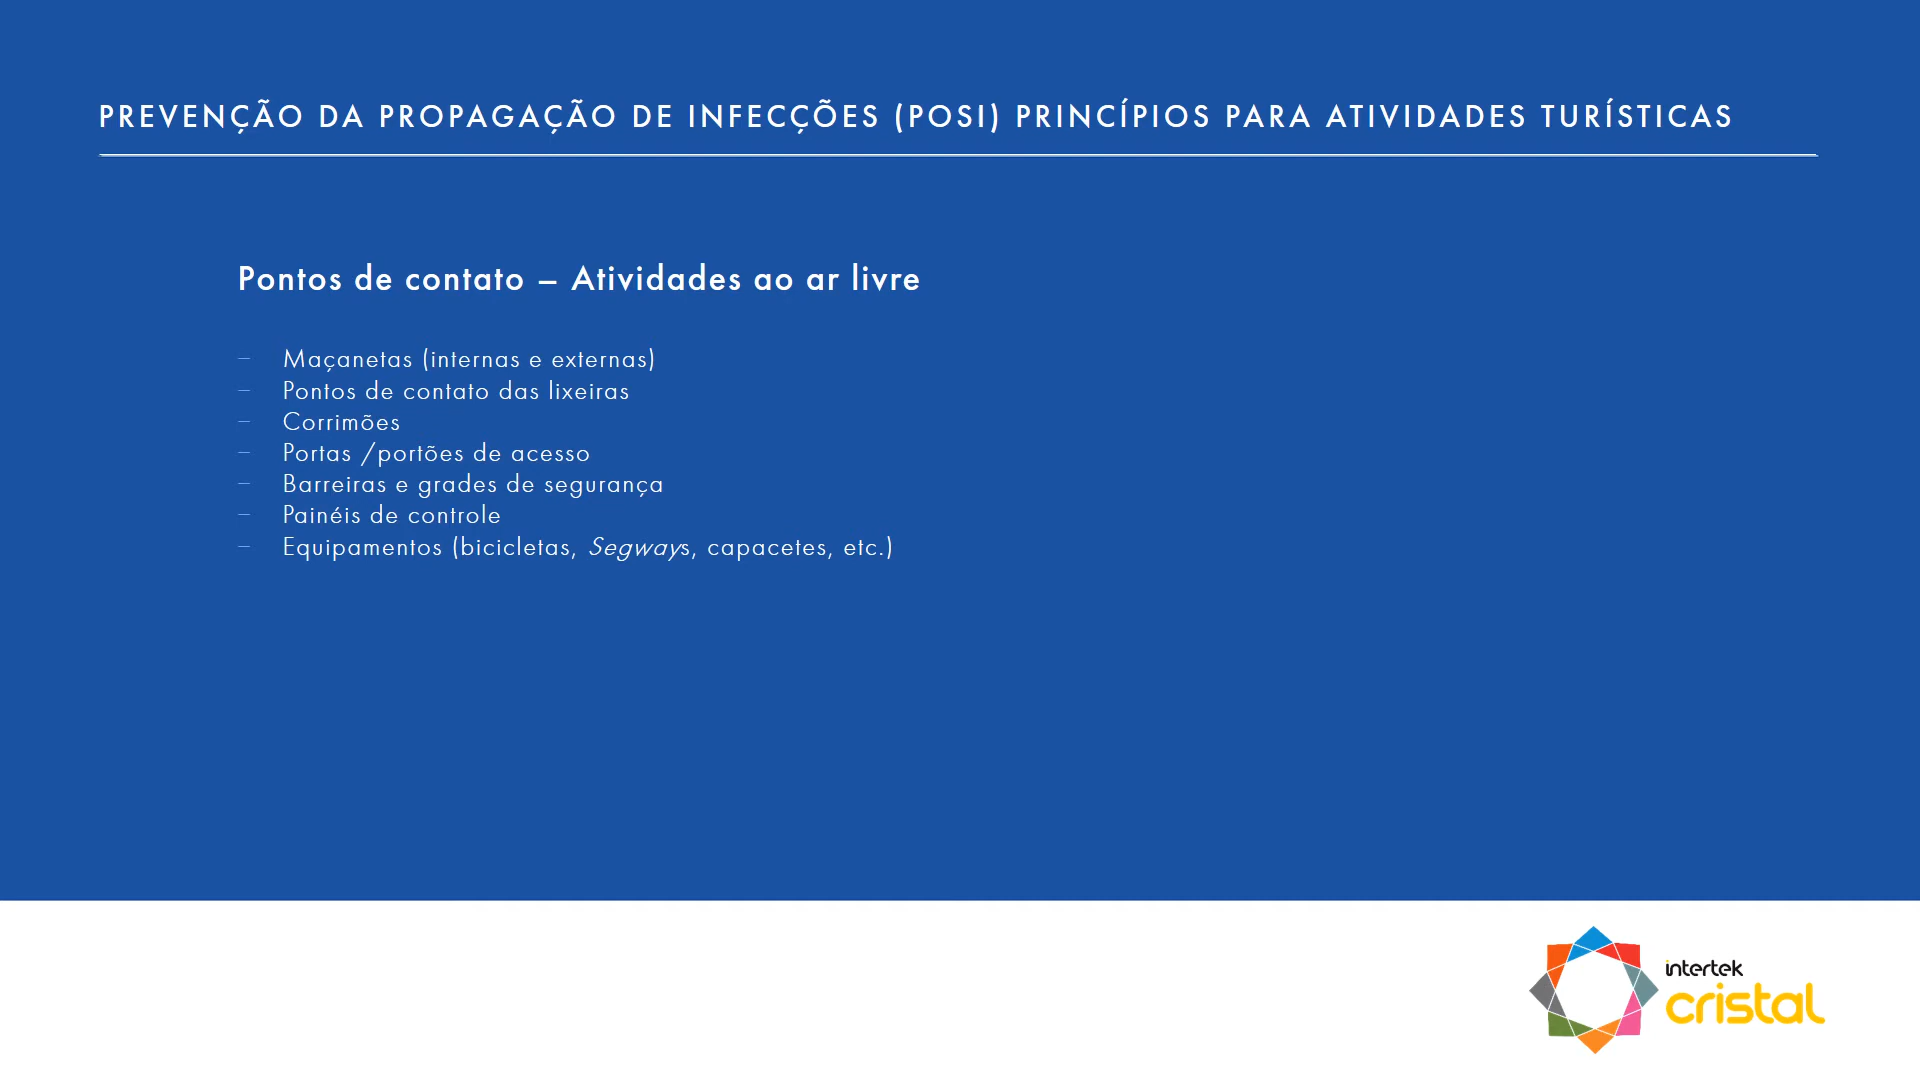 PREVENÇÃO DA PROPAGAÇÃO DE INFECÇÕES (POSI) PRINCÍPIOS PARA ATIVIDADES TURÍSTICAS
Pontos de contato – Atividades ao ar livre
– Maçanetas (internas e externas)
– Pontos de contato das lixeiras
– Corrimões
– Portas /portões de acesso
– Barreiras e grades de segurança
– Painéis de controle
– Equipamentos (bicicletas, Segways, capacetes, etc.)
intertek
cristal